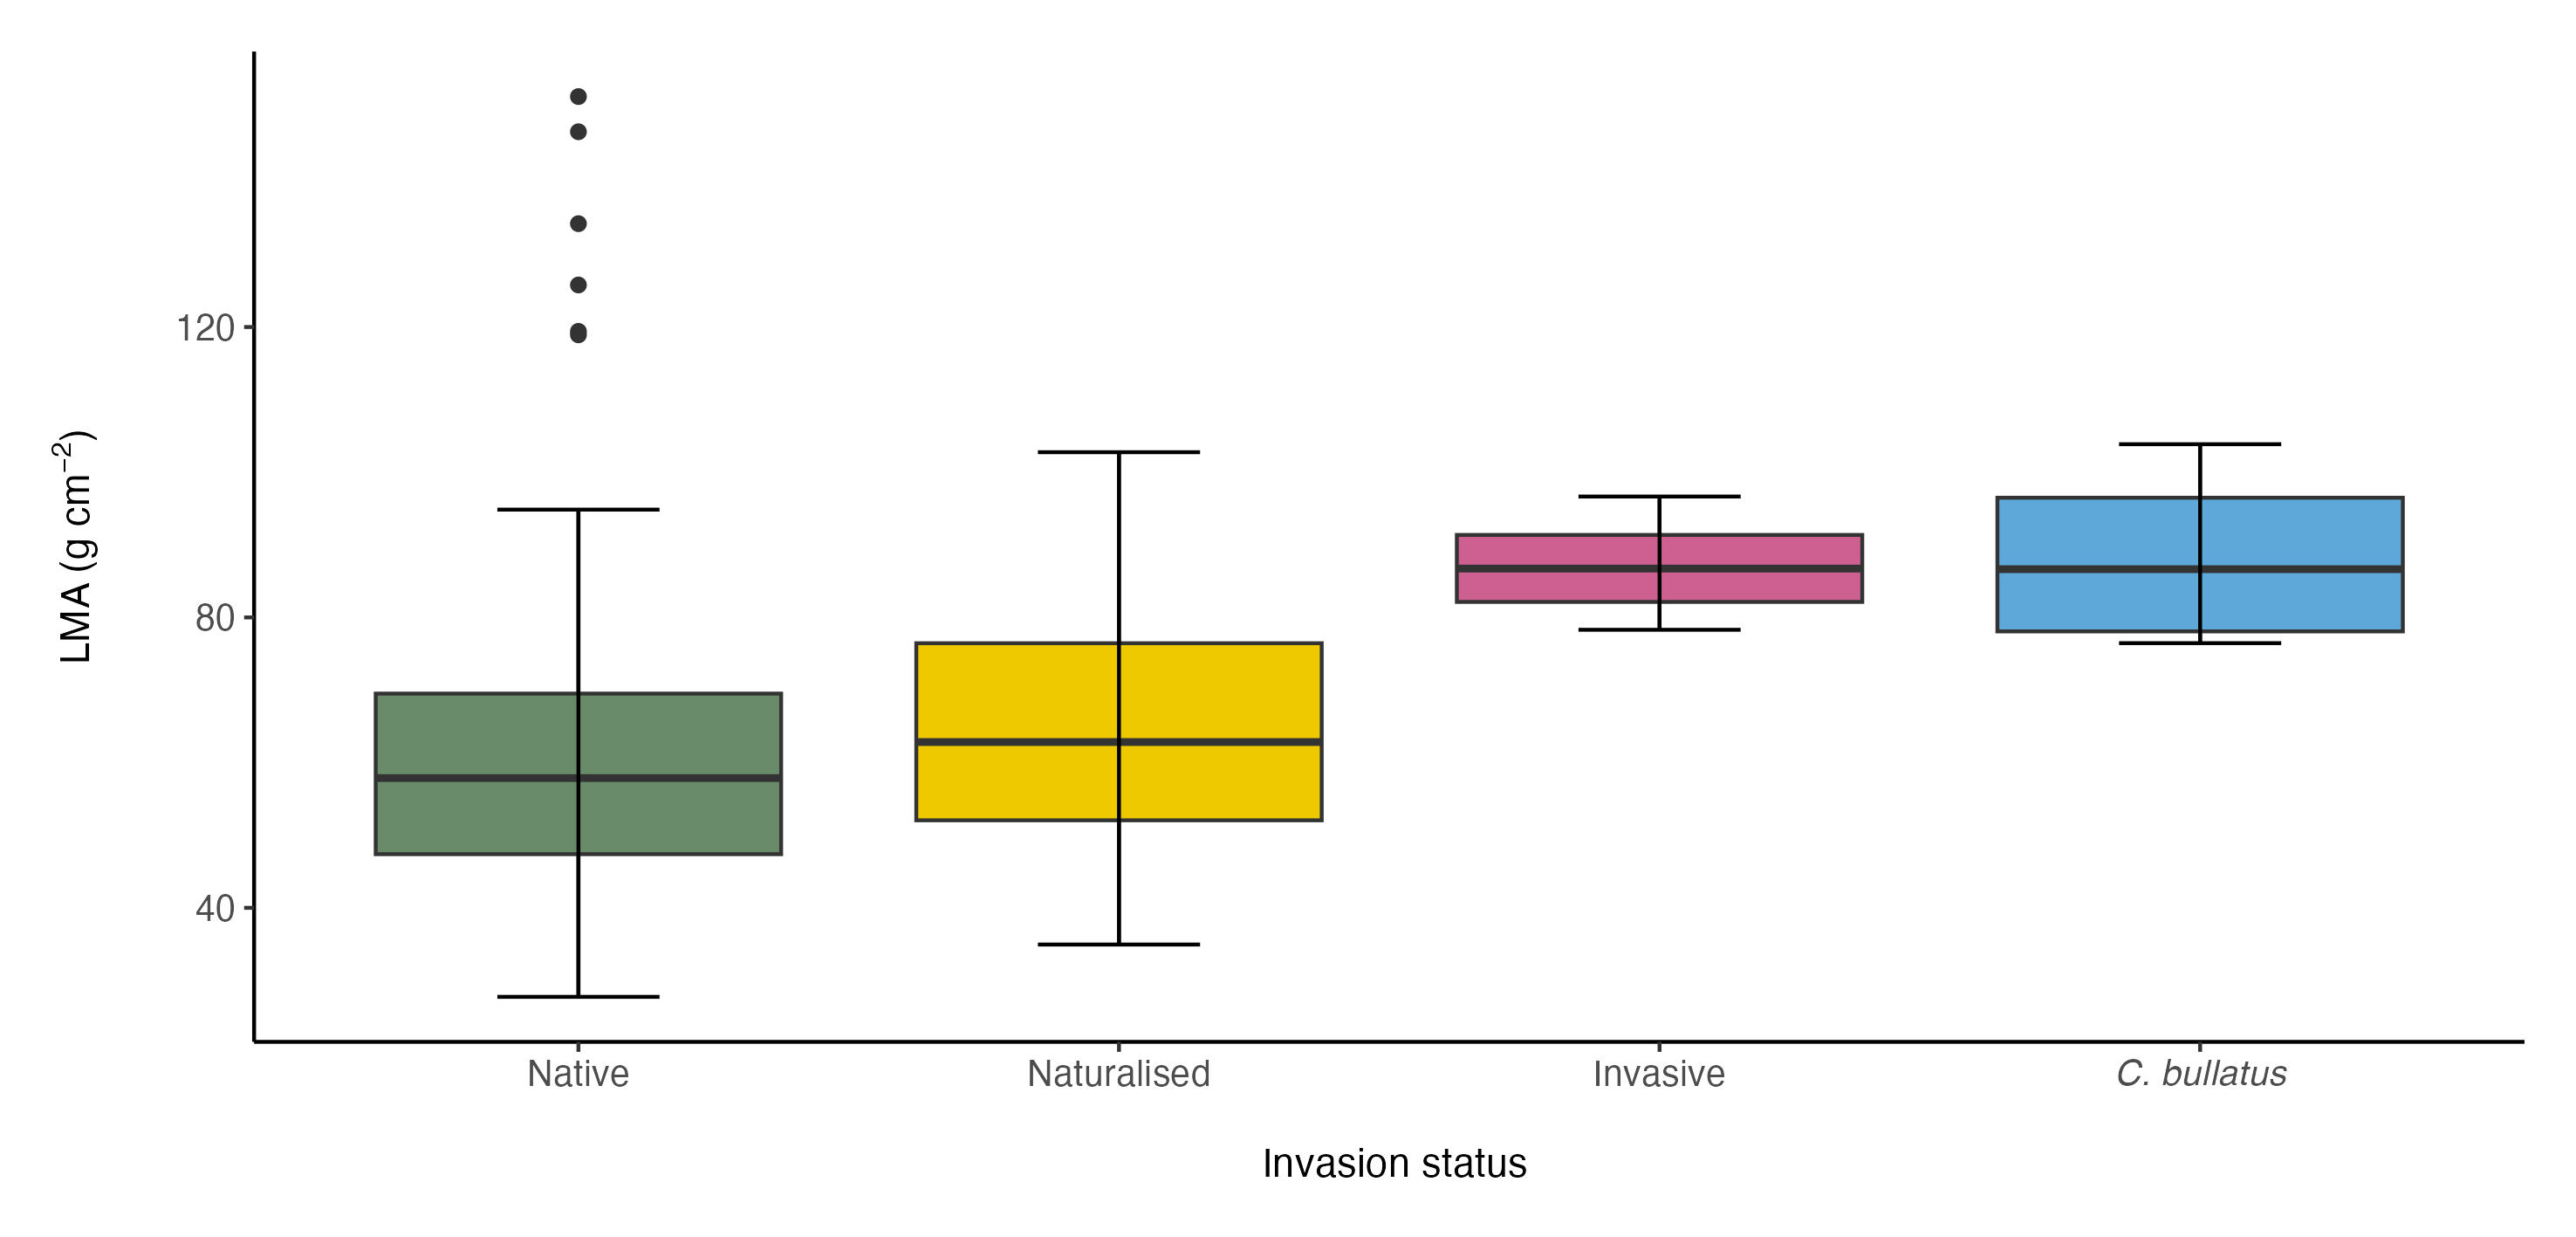 LMA (g cm⁻²)
120
80
40
Native
Naturalised
Invasive
C. bullatus
Invasion status